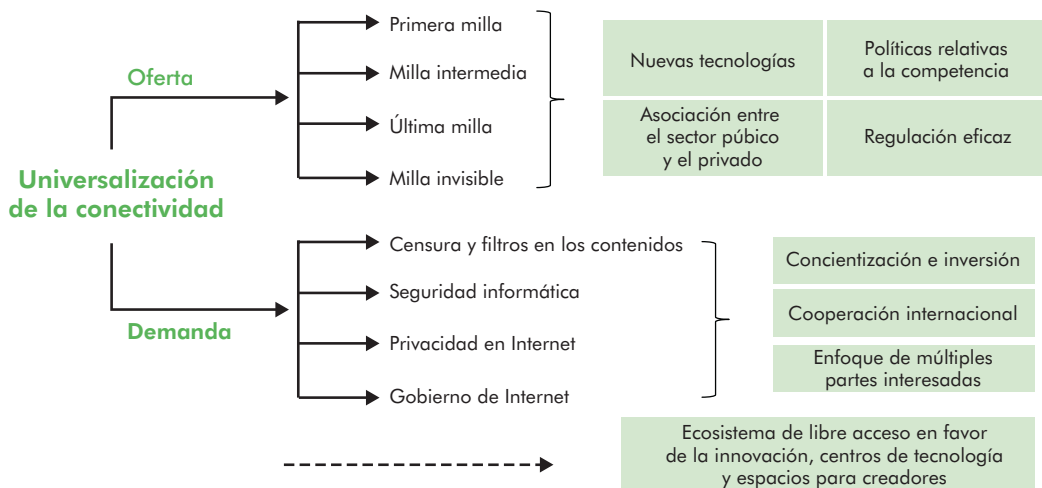 Universalización
de la conectividad
Oferta
Primera milla
Milla intermedia
Última milla
Milla invisible
Nuevas tecnologías
Políticas relativas
a la competencia
Asociación entre
el sector púbico
y el privado
Regulación eficaz
Demanda
Censura y filtros en los contenidos
Seguridad informática
Privacidad en Internet
Gobierno de Internet
Concientización e inversión
Cooperación internacional
Enfoque de múltiples
partes interesadas
Ecosistema de libre acceso en favor
de la innovación, centros de tecnología
y espacios para creadores